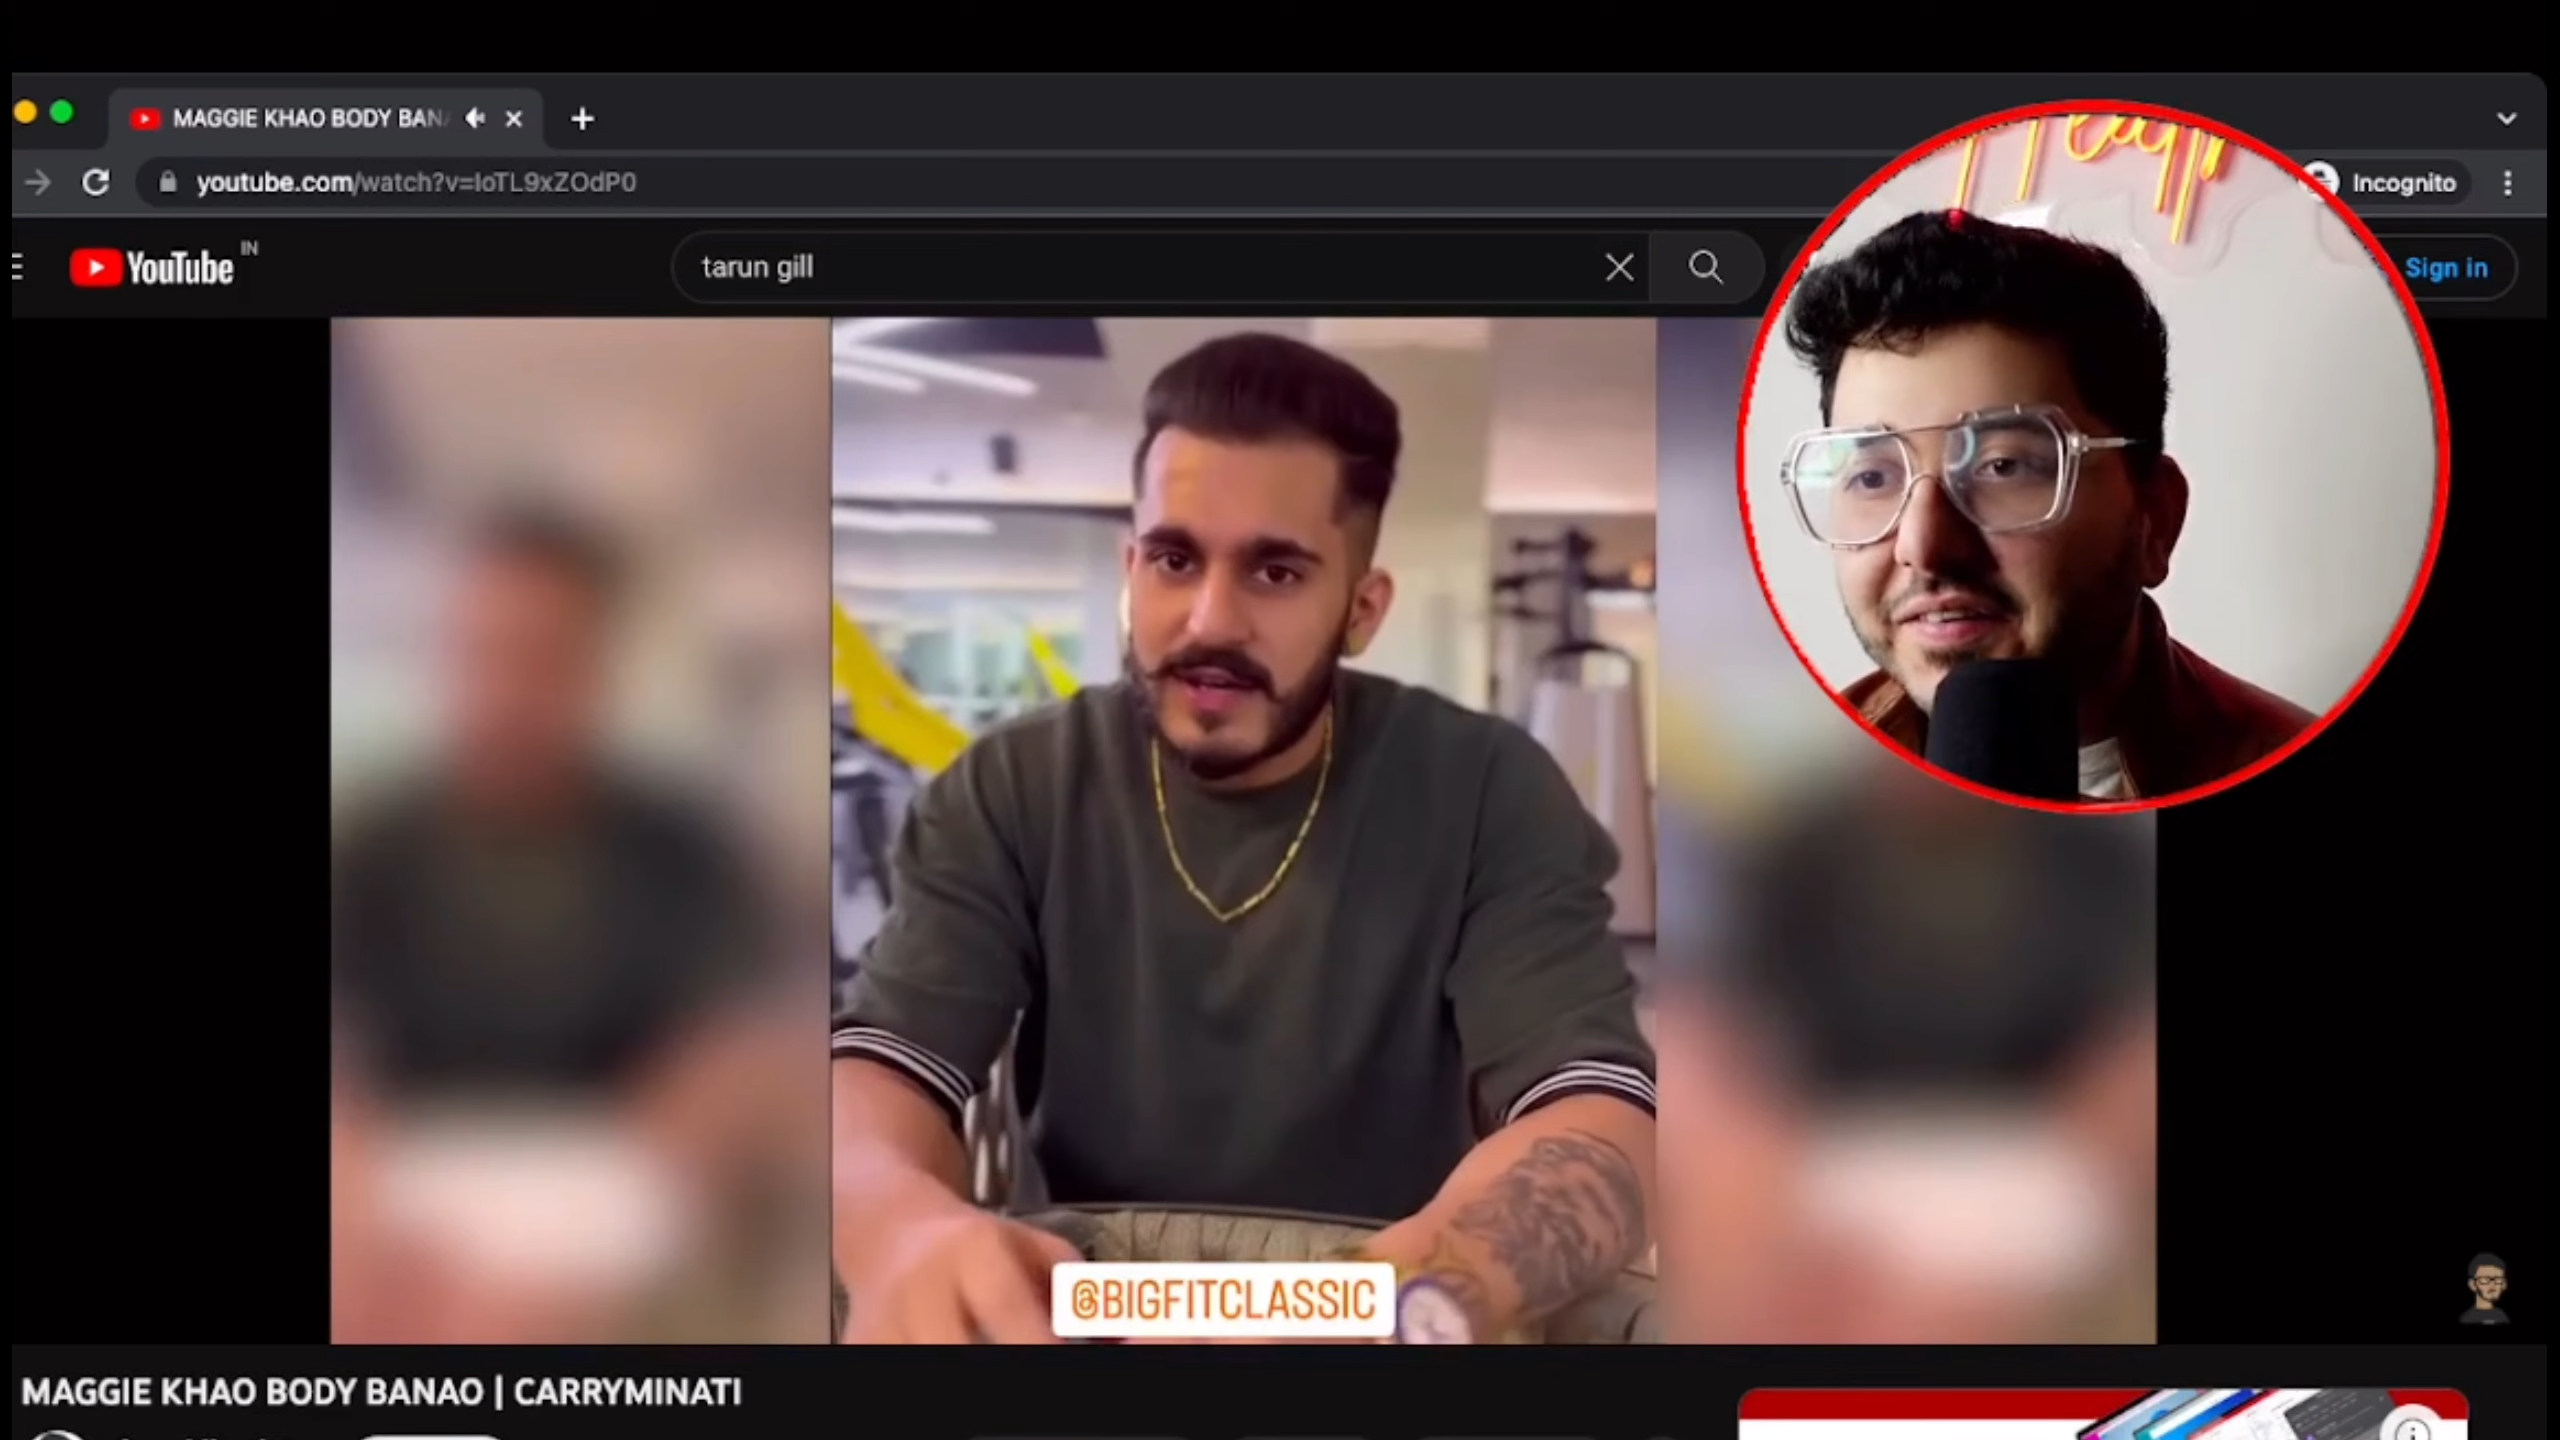 MAGGIE KHAO BODY BAN
youtube.com/watch?v=IoTL9xZOdP0
Incognito
YouTube IN
tarun gill
Sign in
@BIGFITCLASSIC
MAGGIE KHAO BODY BANAO | CARRYMINATI